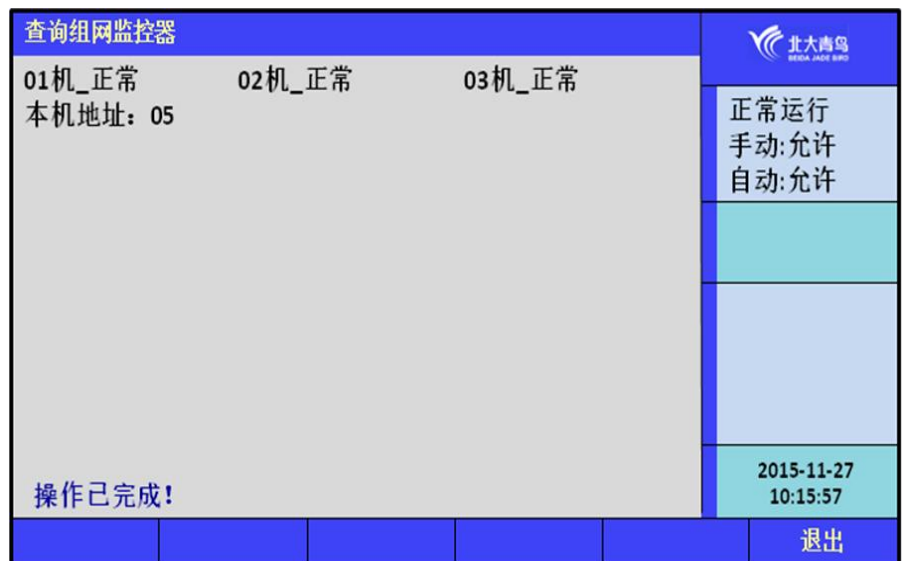 查询组网监控器
北大青鸟
BEIDA JADE BIRD
01机_正常 02机_正常 03机_正常
本机地址：05
正常运行
手动:允许
自动:允许
操作已完成!
2015-11-27
10:15:57
退出